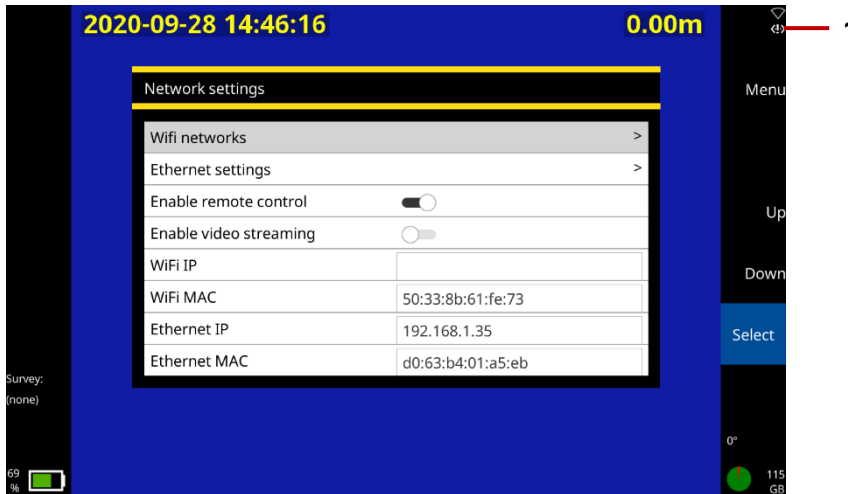 2020-09-28 14:46:16 0.00m
1
Network settings
Menu
Wifi networks >
Ethernet settings >
Enable remote control
Up
Enable video streaming
WiFi IP
Down
WiFi MAC 50:33:8b:61:fe:73
Ethernet IP 192.168.1.35
Select
Ethernet MAC d0:63:b4:01:a5:eb
Survey:
(none)
0°
69
%
115
GB